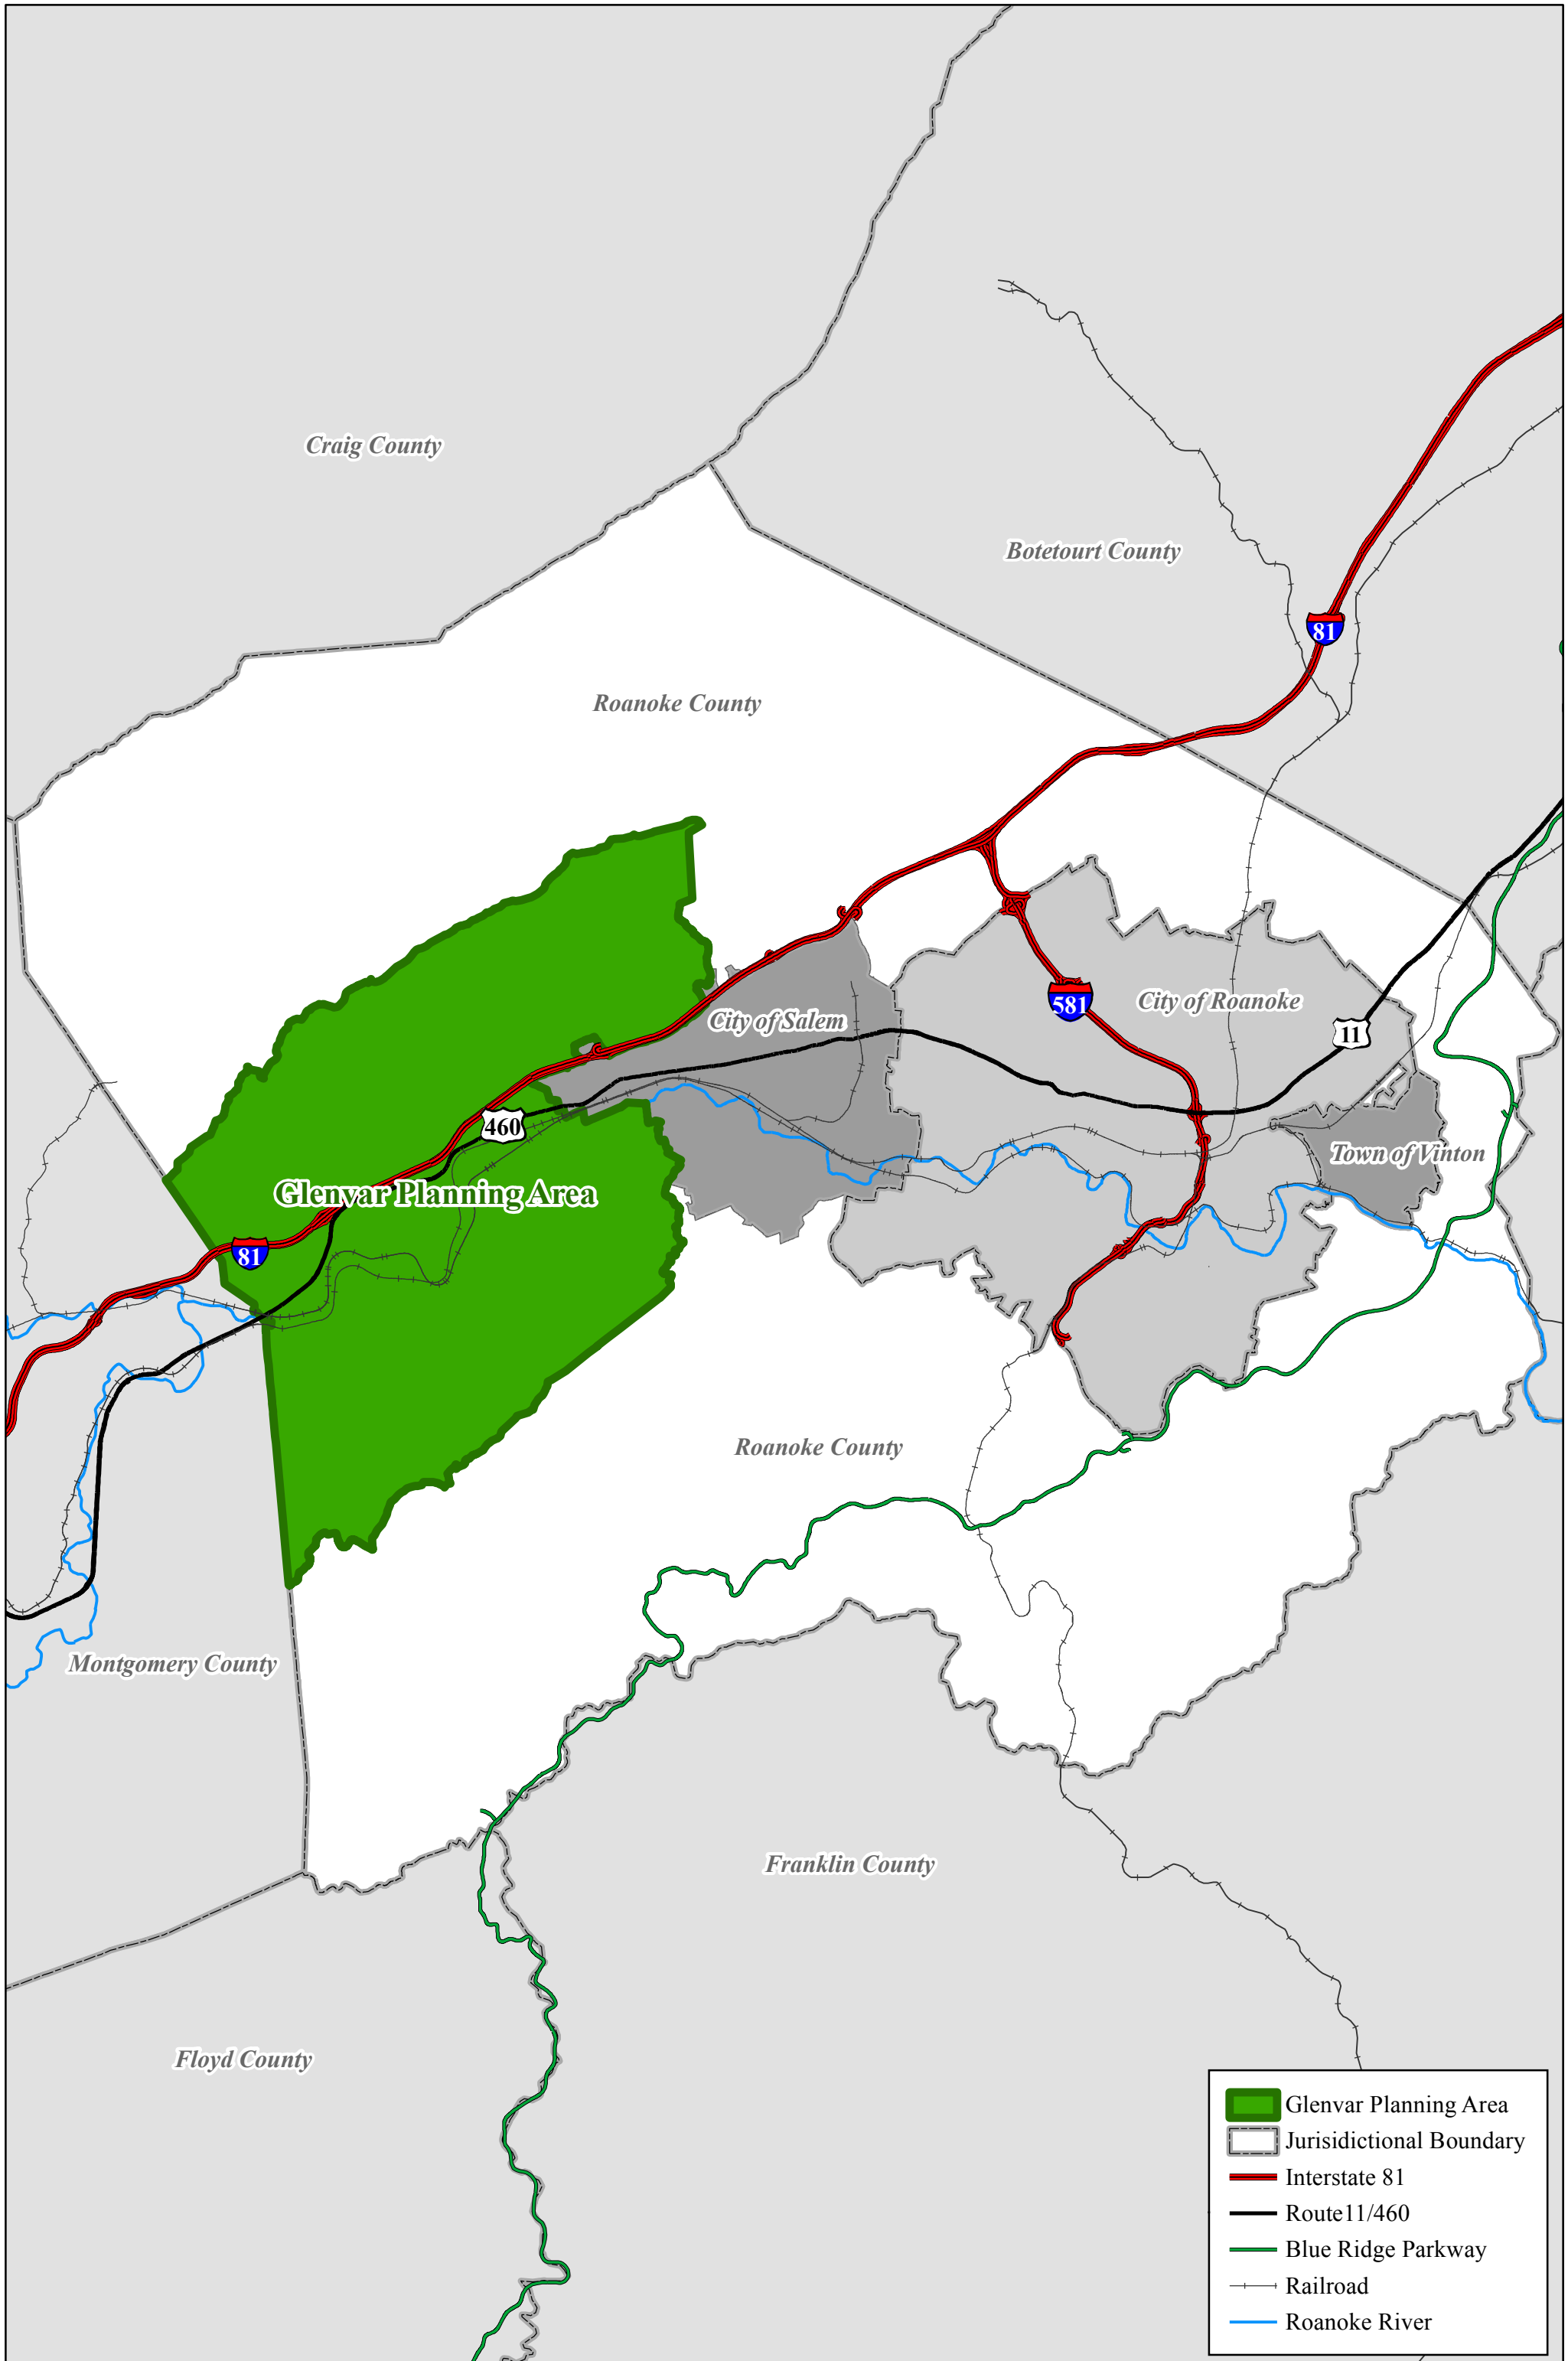 Craig County
Botetourt County
81
Roanoke County
City of Salem
581
City of Roanoke
11
460
Town of Vinton
Glenvar Planning Area
81
Roanoke County
Montgomery County
Franklin County
Floyd County
Glenvar Planning Area
Jurisidictional Boundary
Interstate 81
Route11/460
Blue Ridge Parkway
Railroad
Roanoke River